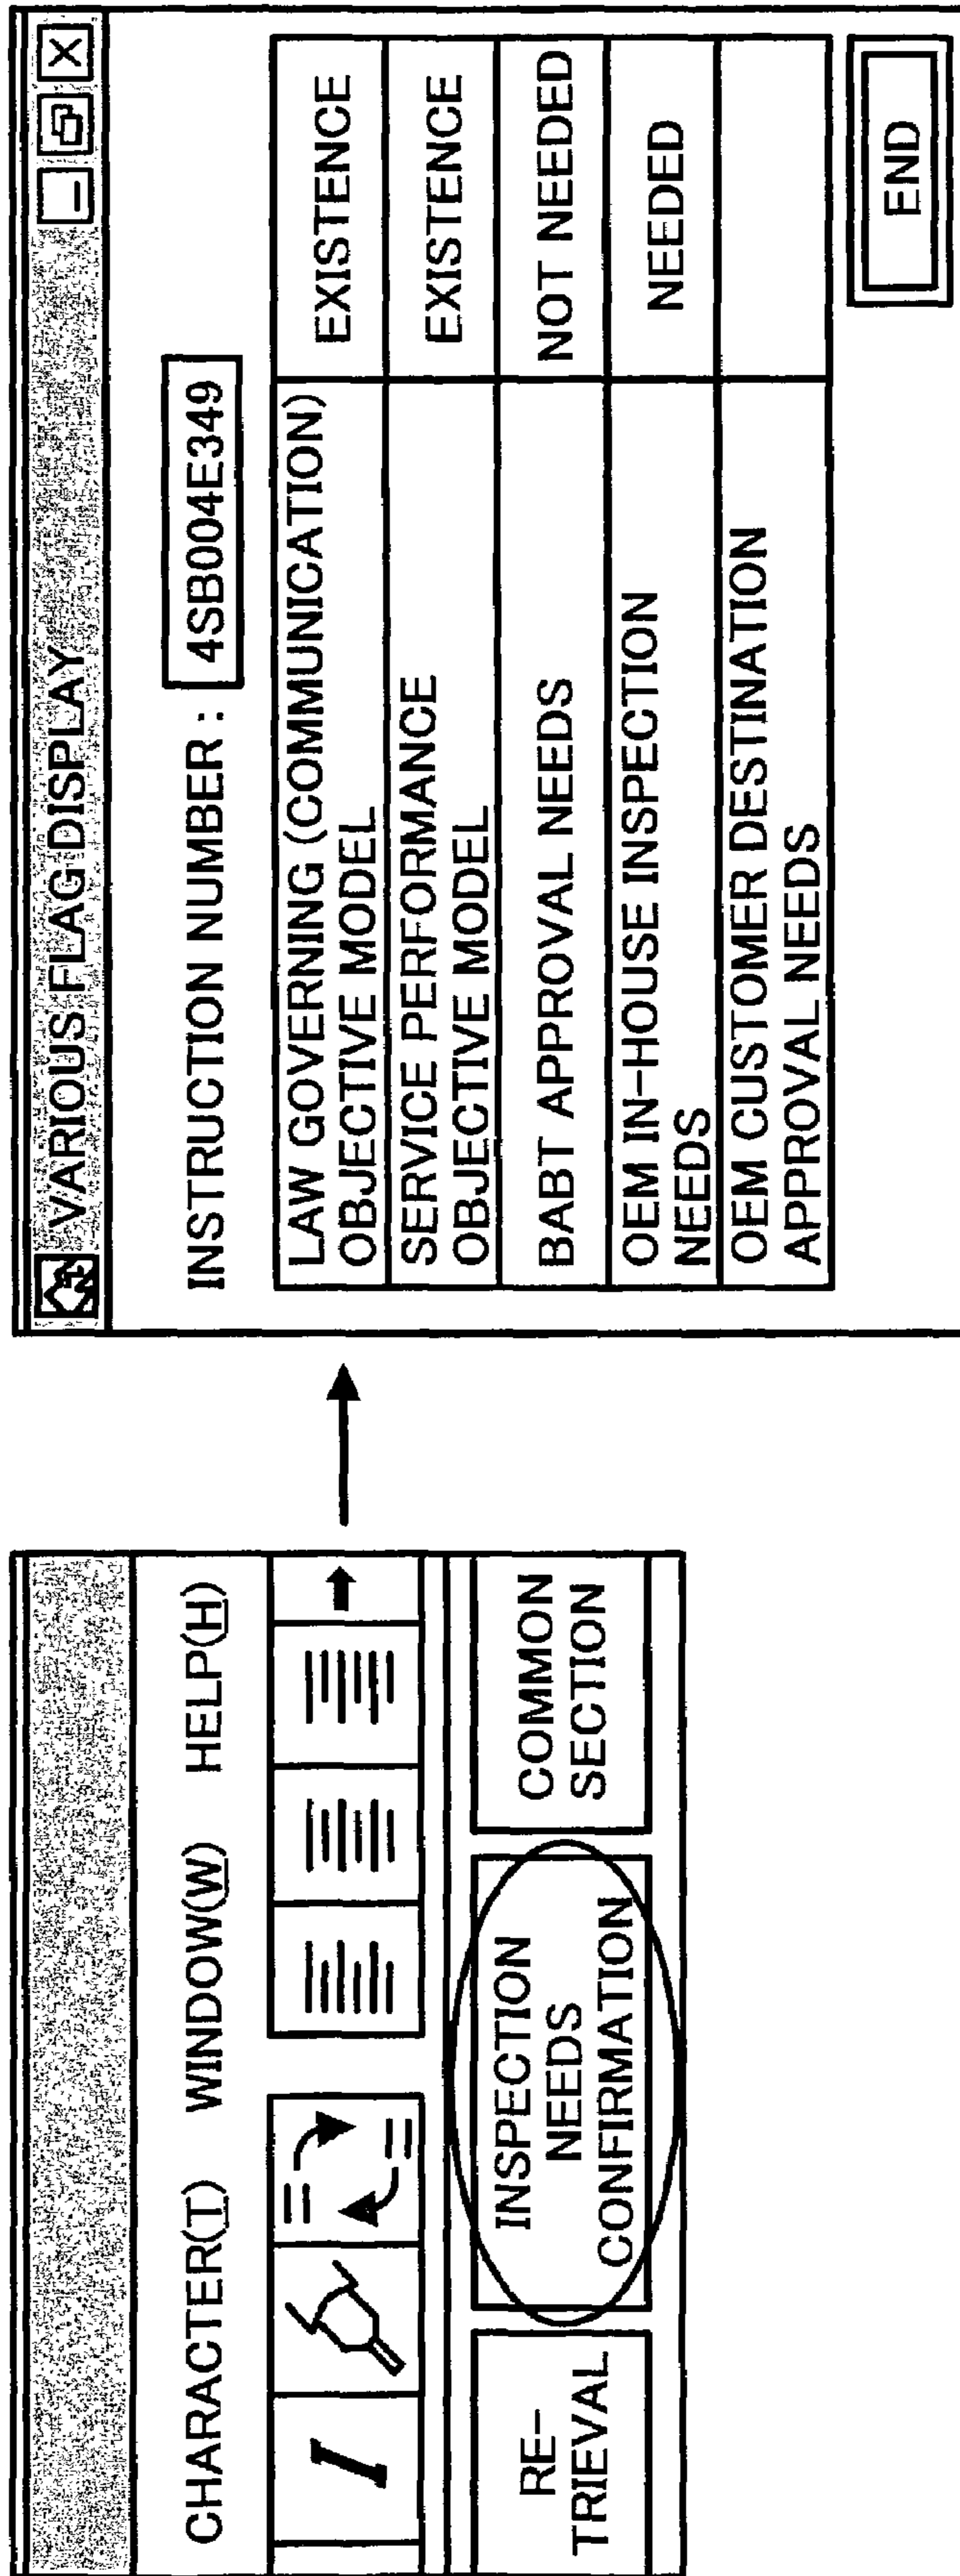 CHARACTER(T) WINDOW(W) HELP(H)
I
RE-
TRIEVAL
INSPECTION
NEEDS
CONFIRMATION
COMMON
SECTION
VARIOUS FLAG DISPLAY
INSTRUCTION NUMBER : 4SB004E349
LAW GOVERNING (COMMUNICATION)
OBJECTIVE MODEL
EXISTENCE
SERVICE PERFORMANCE
OBJECTIVE MODEL
EXISTENCE
BABT APPROVAL NEEDS
NOT NEEDED
OEM IN-HOUSE INSPECTION
NEEDS
NEEDED
OEM CUSTOMER DESTINATION
APPROVAL NEEDS
END